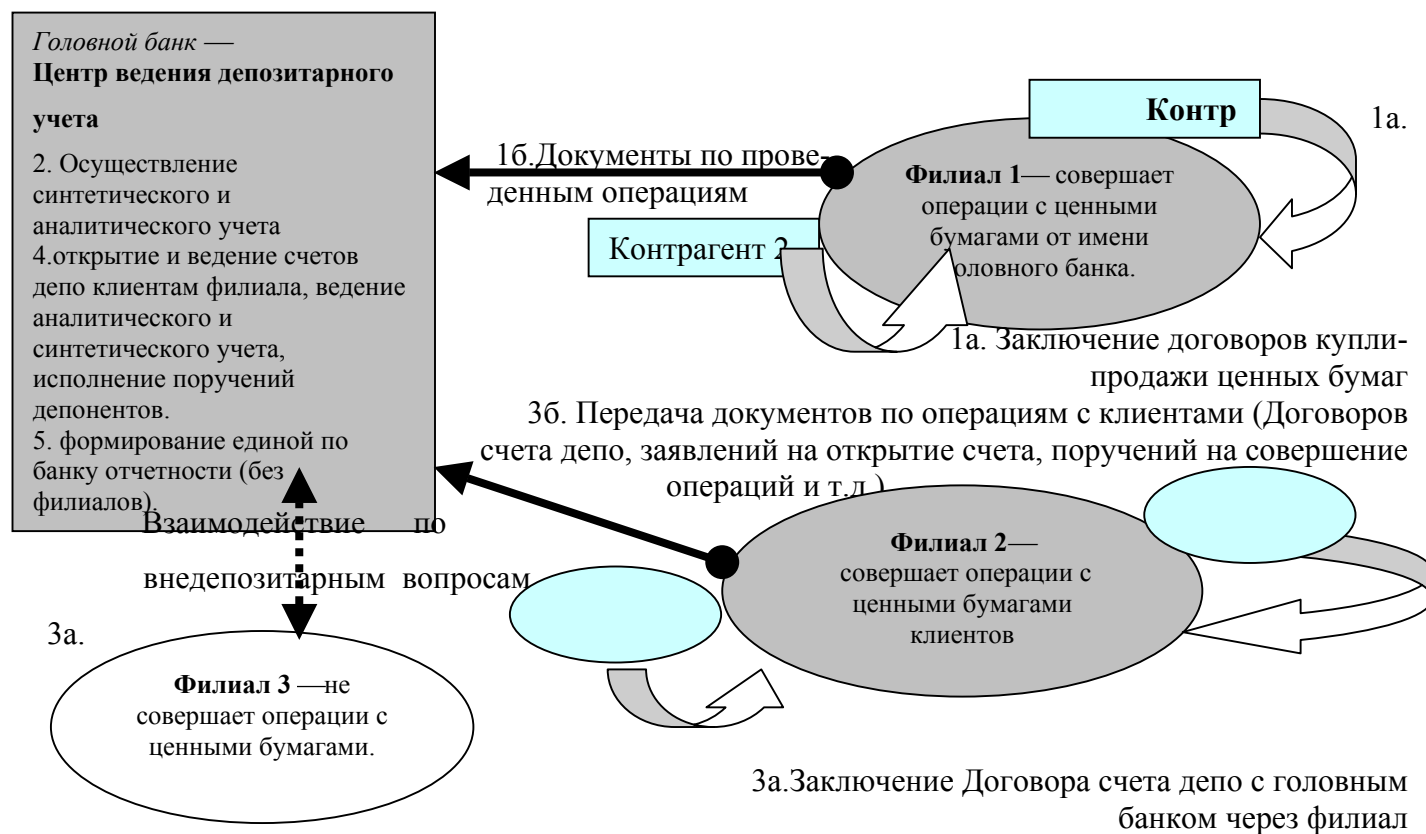 Головной банк —
Центр ведения депозитарного
учета
2. Осуществление
синтетического и
аналитического учета
4.открытие и ведение счетов
депо клиентам филиала, ведение
аналитического и
синтетического учета,
исполнение поручений
депонентов.
5. формирование единой по
банку отчетности (без
филиалов).
1б.Документы по прове-
денным операциям
Контр
1а.
Филиал 1— совершает
операции с ценными
бумагами от имени
оловного банка.
Контрагент 2
1а. Заключение договоров купли-
продажи ценных бумаг
3б. Передача документов по операциям с клиентами (Договоров
счета депо, заявлений на открытие счета, поручений на совершение
операций и т.д.)
Взаимодействие по
внедепозитарным вопросам
Филиал 2—
совершает операции с
ценными бумагами
клиентов
3а.
Филиал 3 —не
совершает операции с
ценными бумагами.
3а.Заключение Договора счета депо с головным
банком через филиал